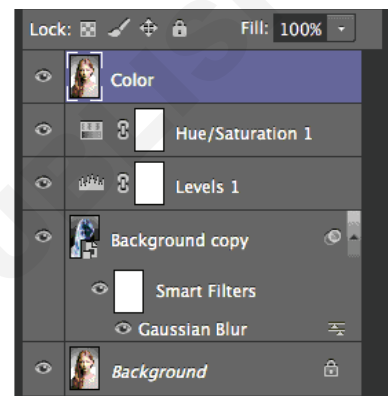 Lock: Fill: 100%
Color
Hue/Saturation 1
Levels 1
Background copy
Smart Filters
Gaussian Blur
Background